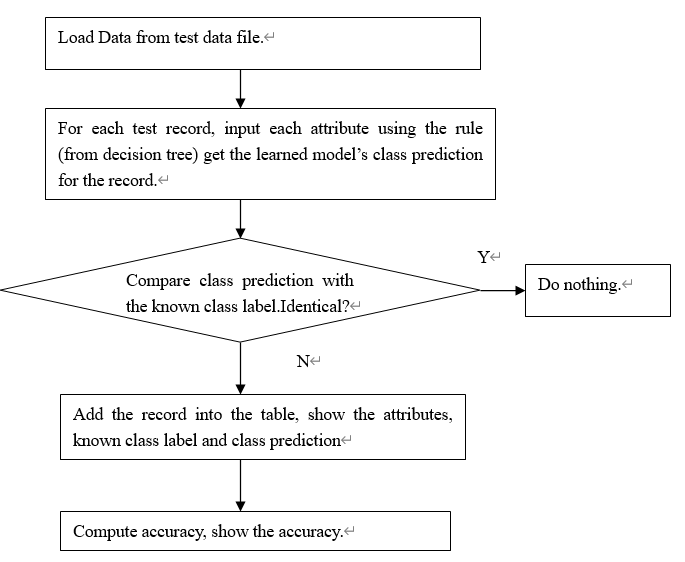 Load Data from test data file.↵
For each test record, input each attribute using the rule
(from decision tree) get the learned model’s class prediction
for the record.↵
Compare class prediction with
the known class label.Identical?↵
Y↵
Do nothing.↵
N↵
Add the record into the table, show the attributes,
known class label and class prediction↵
Compute accuracy, show the accuracy.↵